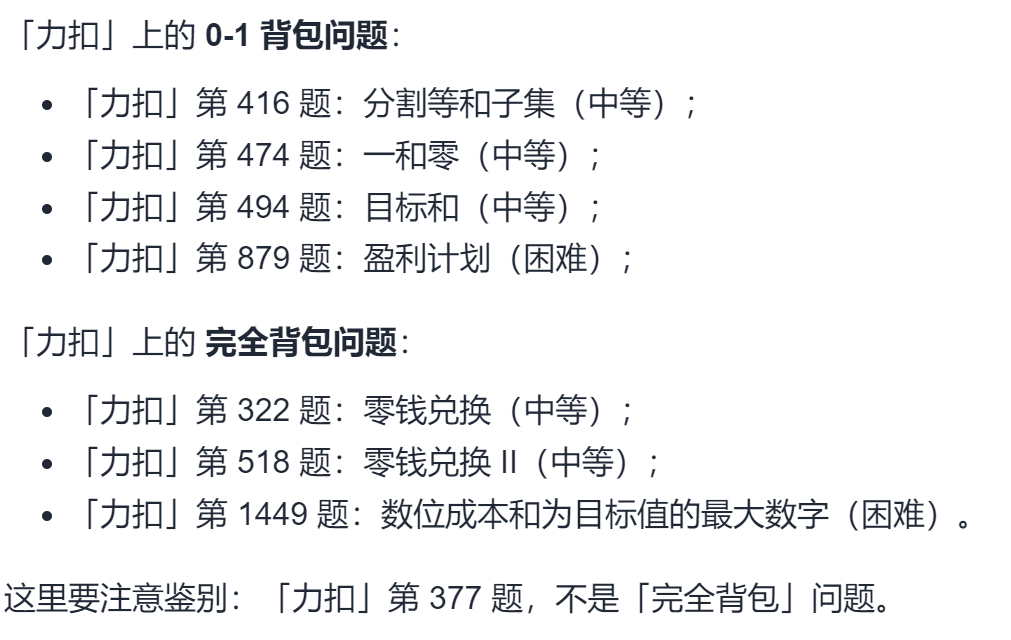 「力扣」上的 0-1 背包问题:
• 「力扣」第 416 题：分割等和子集（中等）；
• 「力扣」第 474 题：一和零（中等）；
• 「力扣」第 494 题：目标和（中等）；
• 「力扣」第 879 题：盈利计划（困难）；
「力扣」上的 完全背包问题:
• 「力扣」第 322 题：零钱兑换（中等）；
• 「力扣」第 518 题：零钱兑换 II（中等）；
• 「力扣」第 1449 题：数位成本和为目标值的最大数字（困难）。
这里要注意鉴别：「力扣」第 377 题，不是「完全背包」问题。